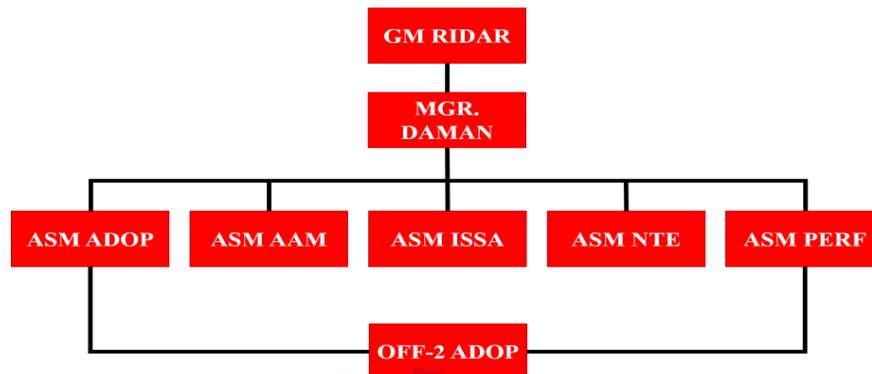 GM RIDAR
MGR.
DAMAN
ASM ADOP
ASM AAM
ASM ISSA
ASM NTE
ASM PERF
OFF-2 ADOP